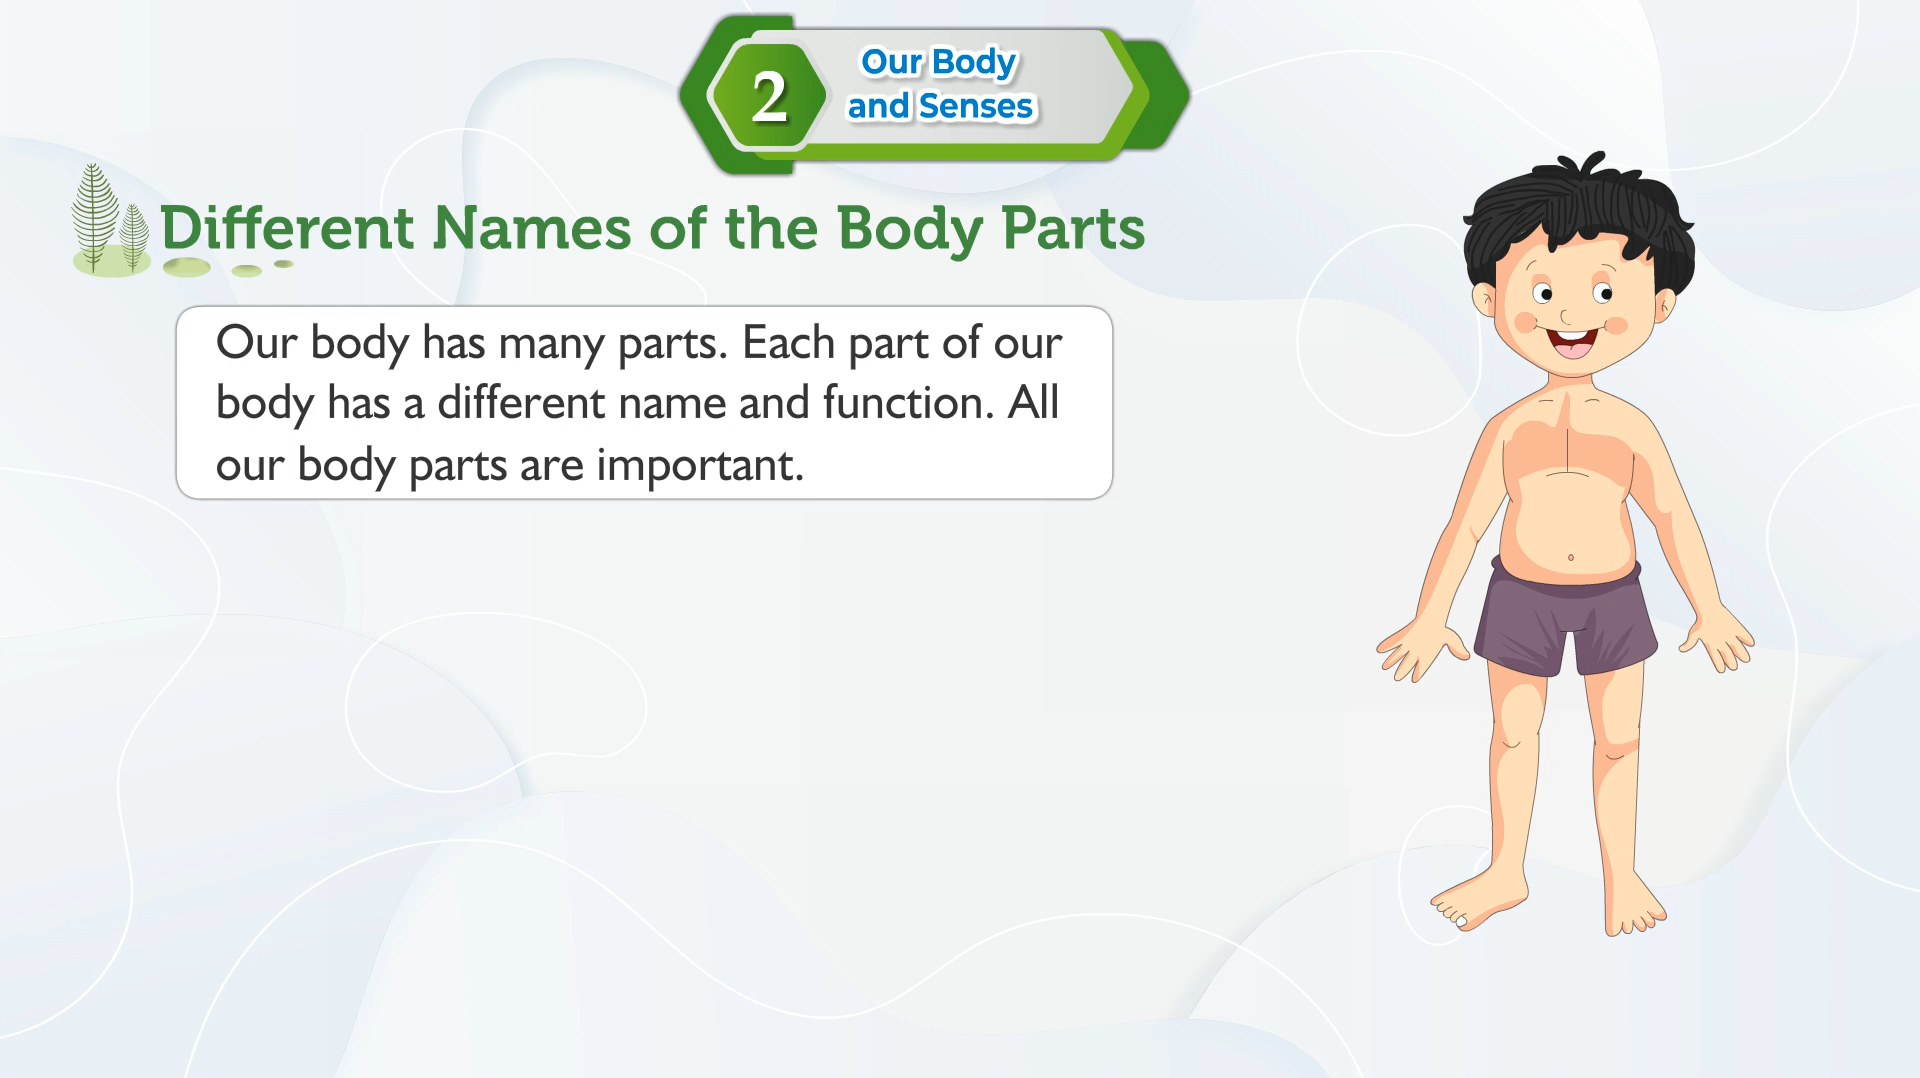 2
Our Body
and Senses
Different Names of the Body Parts
Our body has many parts. Each part of our
body has a different name and function. All
our body parts are important.